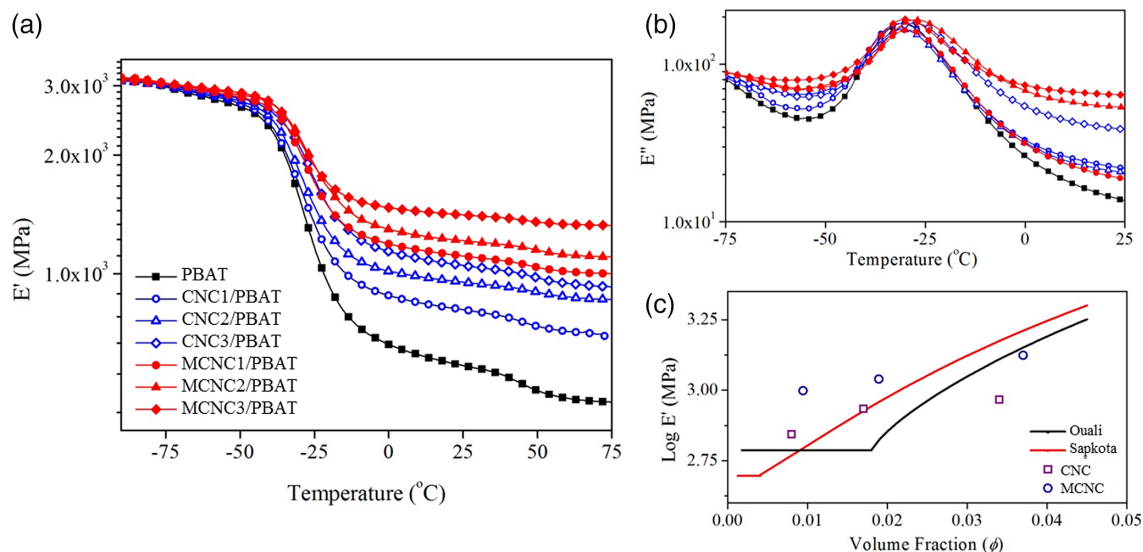 (a)
E' (MPa)
3.0x10³
2.0x10³
1.0x10³
PBAT
CNC1/PBAT
CNC2/PBAT
CNC3/PBAT
MCNC1/PBAT
MCNC2/PBAT
MCNC3/PBAT
-75 -50 -25 0 25 50 75
Temperature (°C)
(b)
E'' (MPa)
1.0x10²
1.0x10¹
-75 -50 -25 0 25
Temperature (°C)
(c)
Log E' (MPa)
3.25
3.00
2.75
Ouali
Sapkota
CNC
MCNC
0.00 0.01 0.02 0.03 0.04 0.05
Volume Fraction (ϕ)